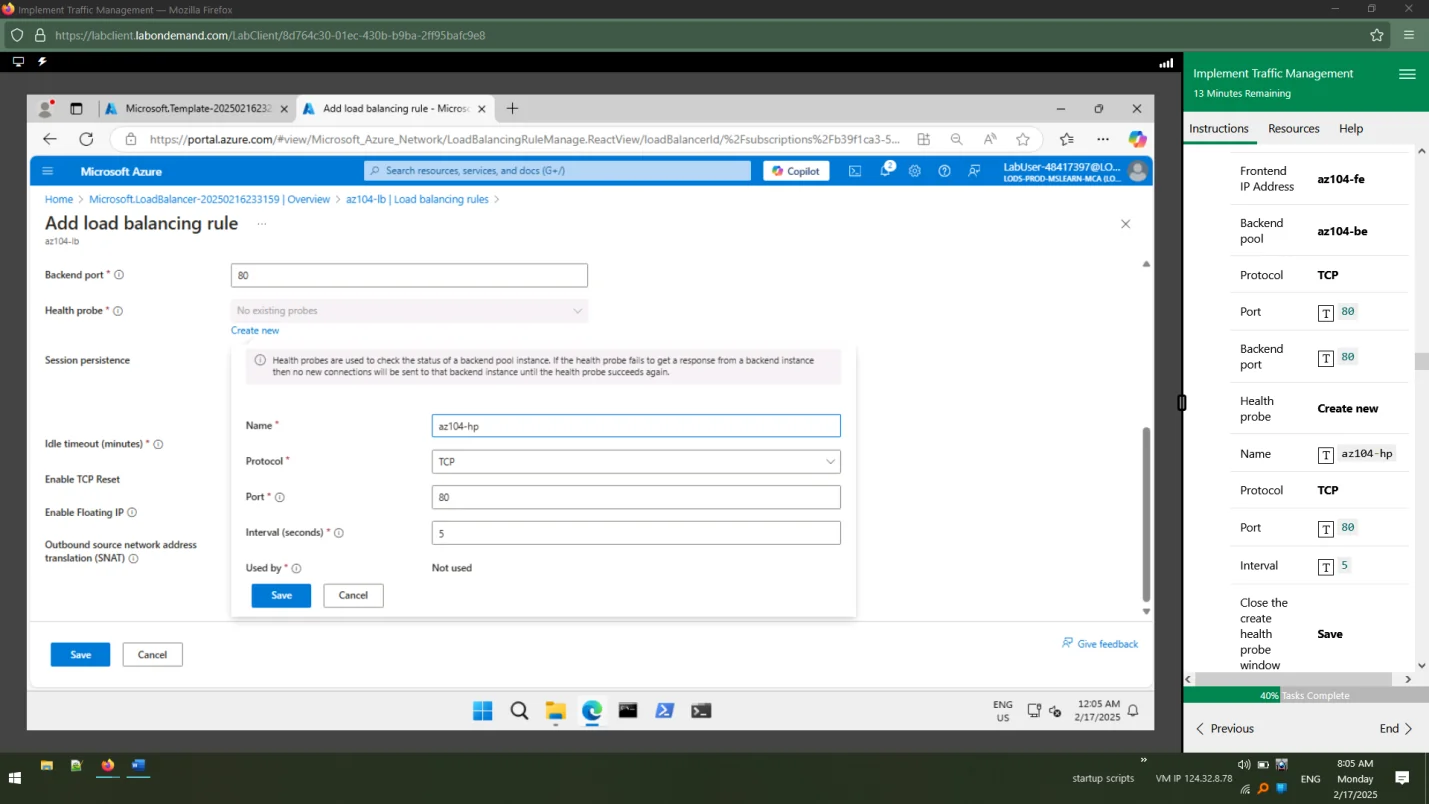 Implement Traffic Management — Mozilla Firefox
https://labclient.labondemand.com/LabClient/8d764c30-01ec-430b-b9ba-2ff95bafc9e8
Microsoft.Template-2025021623
Add load balancing rule - Micros
https://portal.azure.com/#view/Microsoft_Azure_Network/LoadBalancingRuleManage.ReactView/loadBalancerId/%2Fsubscriptions%2Fb39f1ca3-5...
Microsoft Azure
Search resources, services, and docs (G+/)
Copilot
2
LabUser-48417397@LO...
LODS-PROD-MSLEARN-MCA (LO...
Home > Microsoft.LoadBalancer-20250216233159 | Overview > az104-lb | Load balancing rules >
Add load balancing rule ...
az104-lb
Backend port *
80
Health probe *
No existing probes
Create new
Session persistence
Health probes are used to check the status of a backend pool instance. If the health probe fails to get a response from a backend instance
then no new connections will be sent to that backend instance until the health probe succeeds again.
Name *
az104-hp
Idle timeout (minutes) *
Protocol *
TCP
Enable TCP Reset
Port *
80
Enable Floating IP
Interval (seconds) *
5
Outbound source network address
translation (SNAT)
Used by *
Not used
Save
Cancel
Save
Cancel
Give feedback
ENG
US
12:05 AM
2/17/2025
Implement Traffic Management
13 Minutes Remaining
Instructions
Resources
Help
Frontend
IP Address
az104-fe
Backend
pool
az104-be
Protocol
TCP
Port
T 80
Backend
port
T 80
Health
probe
Create new
Name
T az104-hp
Protocol
TCP
Port
T 80
Interval
T 5
Close the
create
health
probe
window
Save
40% Tasks Complete
Previous
End
startup scripts
VM IP 124.32.8.78
ENG
8:05 AM
Monday
2/17/2025